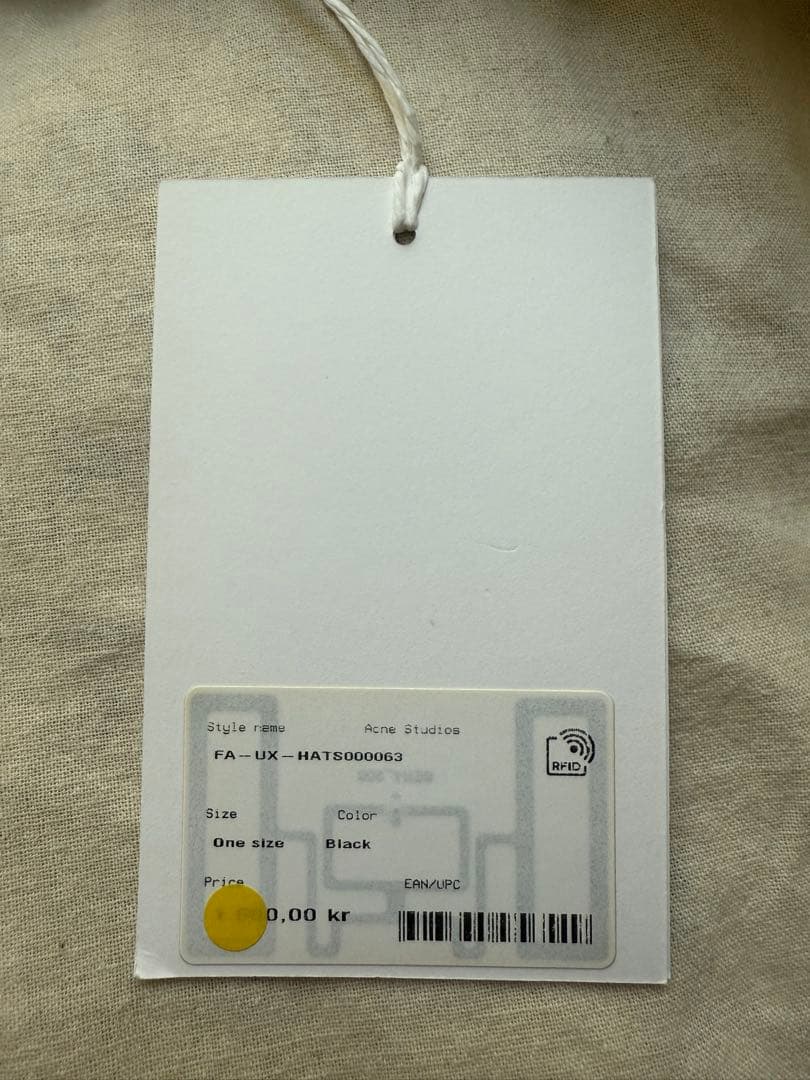 Style name Acne Studios
FA-UX-HATS000063
RFID
Size Color
One size Black
Price EAN/UPC
0,00 kr